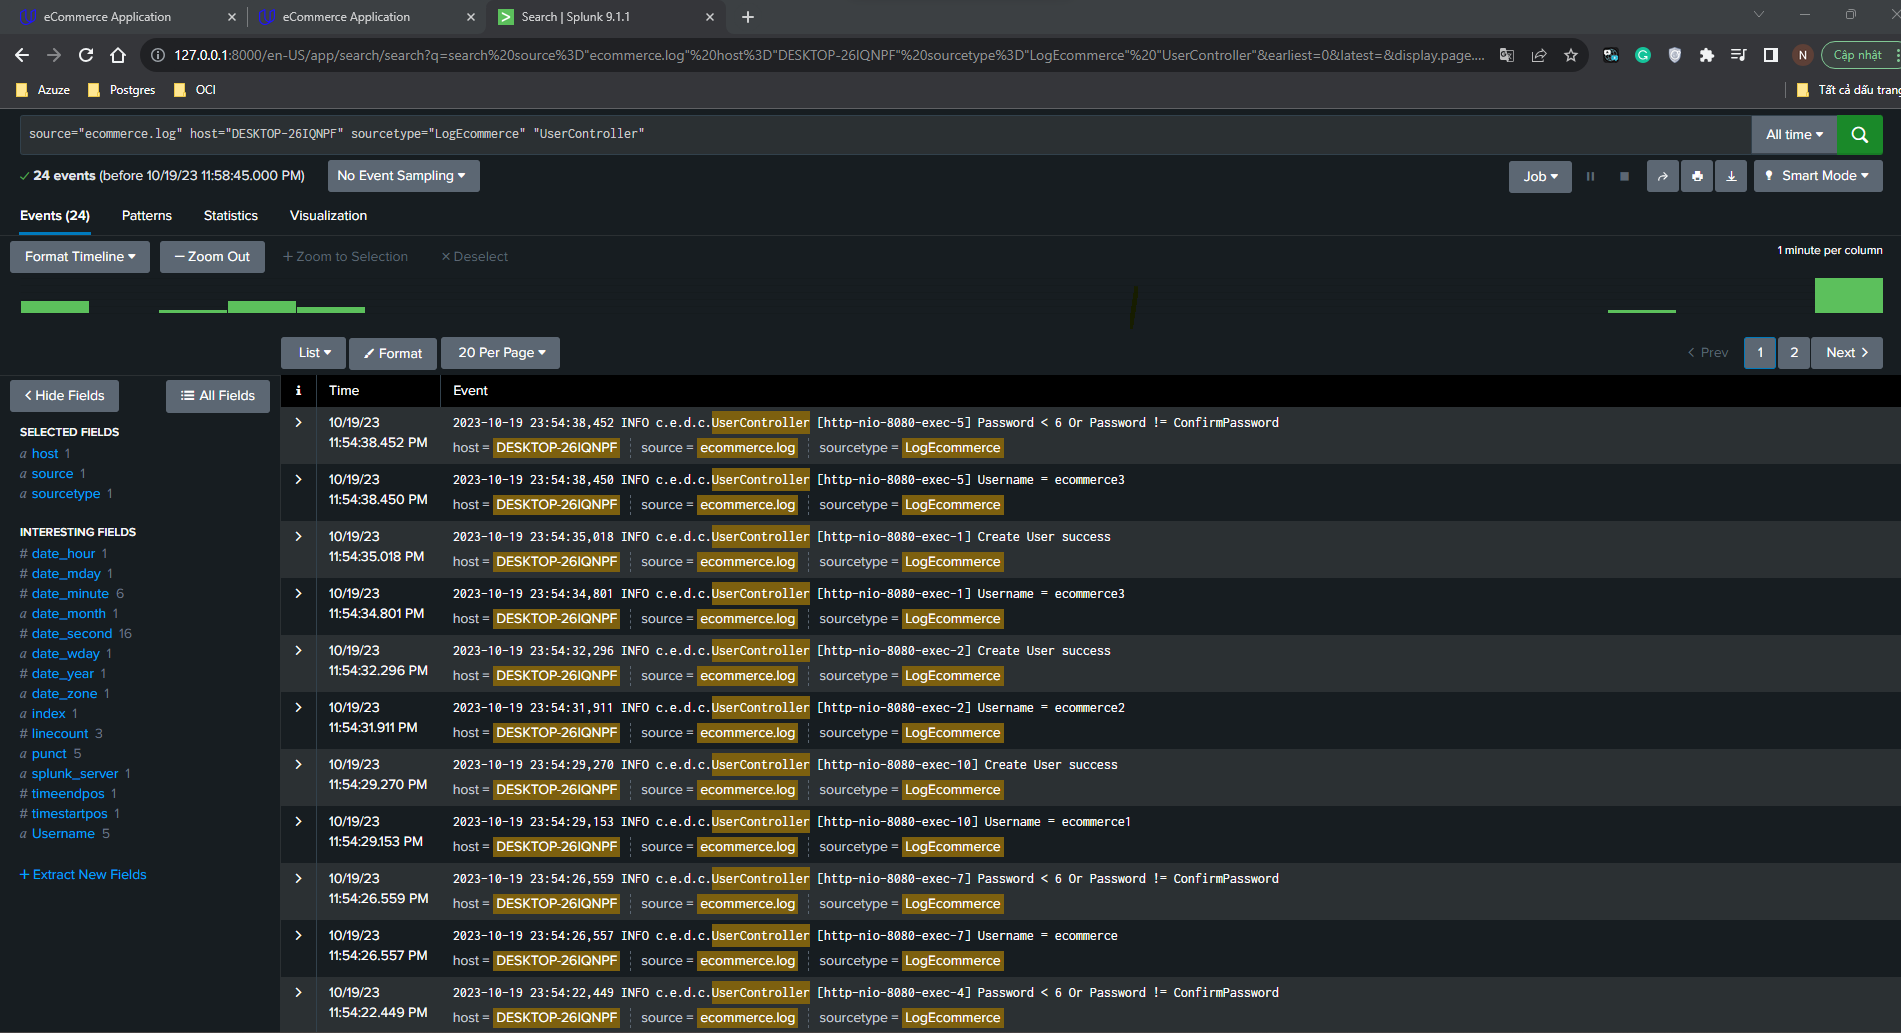 eCommerce Application
eCommerce Application
Search | Splunk 9.1.1
127.0.0.1:8000/en-US/app/search/search?q=search%20source%3D"ecommerce.log"%20host%3D"DESKTOP-26IQNPF"%20sourcetype%3D"LogEcommerce"%20"UserController"&earliest=0&latest=&display.page....
N
Cập nhật
Azuze
Postgres
OCI
Tất cả dấu trang
source="ecommerce.log" host="DESKTOP-26IQNPF" sourcetype="LogEcommerce" "UserController"
All time
24 events (before 10/19/23 11:58:45.000 PM)
No Event Sampling
Job
Smart Mode
Events (24)
Patterns
Statistics
Visualization
Format Timeline
Zoom Out
+ Zoom to Selection
× Deselect
1 minute per column
List
Format
20 Per Page
< Prev
1
2
Next >
< Hide Fields
All Fields
i
Time
Event
SELECTED FIELDS
a host 1
a source 1
a sourcetype 1
INTERESTING FIELDS
# date_hour 1
# date_mday 1
# date_minute 6
a date_month 1
# date_second 16
a date_wday 1
# date_year 1
a date_zone 1
a index 1
# linecount 3
a punct 5
a splunk_server 1
# timeendpos 1
# timestartpos 1
a Username 5
+ Extract New Fields
10/19/23
11:54:38.452 PM
2023-10-19 23:54:38,452 INFO c.e.d.c.UserController [http-nio-8080-exec-5] Password < 6 Or Password != ConfirmPassword
host = DESKTOP-26IQNPF source = ecommerce.log sourcetype = LogEcommerce
10/19/23
11:54:38.450 PM
2023-10-19 23:54:38,450 INFO c.e.d.c.UserController [http-nio-8080-exec-5] Username = ecommerce3
host = DESKTOP-26IQNPF source = ecommerce.log sourcetype = LogEcommerce
10/19/23
11:54:35.018 PM
2023-10-19 23:54:35,018 INFO c.e.d.c.UserController [http-nio-8080-exec-1] Create User success
host = DESKTOP-26IQNPF source = ecommerce.log sourcetype = LogEcommerce
10/19/23
11:54:34.801 PM
2023-10-19 23:54:34,801 INFO c.e.d.c.UserController [http-nio-8080-exec-1] Username = ecommerce3
host = DESKTOP-26IQNPF source = ecommerce.log sourcetype = LogEcommerce
10/19/23
11:54:32.296 PM
2023-10-19 23:54:32,296 INFO c.e.d.c.UserController [http-nio-8080-exec-2] Create User success
host = DESKTOP-26IQNPF source = ecommerce.log sourcetype = LogEcommerce
10/19/23
11:54:31.911 PM
2023-10-19 23:54:31,911 INFO c.e.d.c.UserController [http-nio-8080-exec-2] Username = ecommerce2
host = DESKTOP-26IQNPF source = ecommerce.log sourcetype = LogEcommerce
10/19/23
11:54:29.270 PM
2023-10-19 23:54:29,270 INFO c.e.d.c.UserController [http-nio-8080-exec-10] Create User success
host = DESKTOP-26IQNPF source = ecommerce.log sourcetype = LogEcommerce
10/19/23
11:54:29.153 PM
2023-10-19 23:54:29,153 INFO c.e.d.c.UserController [http-nio-8080-exec-10] Username = ecommerce1
host = DESKTOP-26IQNPF source = ecommerce.log sourcetype = LogEcommerce
10/19/23
11:54:26.559 PM
2023-10-19 23:54:26,559 INFO c.e.d.c.UserController [http-nio-8080-exec-7] Password < 6 Or Password != ConfirmPassword
host = DESKTOP-26IQNPF source = ecommerce.log sourcetype = LogEcommerce
10/19/23
11:54:26.557 PM
2023-10-19 23:54:26,557 INFO c.e.d.c.UserController [http-nio-8080-exec-7] Username = ecommerce
host = DESKTOP-26IQNPF source = ecommerce.log sourcetype = LogEcommerce
10/19/23
11:54:22.449 PM
2023-10-19 23:54:22,449 INFO c.e.d.c.UserController [http-nio-8080-exec-4] Password < 6 Or Password != ConfirmPassword
host = DESKTOP-26IQNPF source = ecommerce.log sourcetype = LogEcommerce